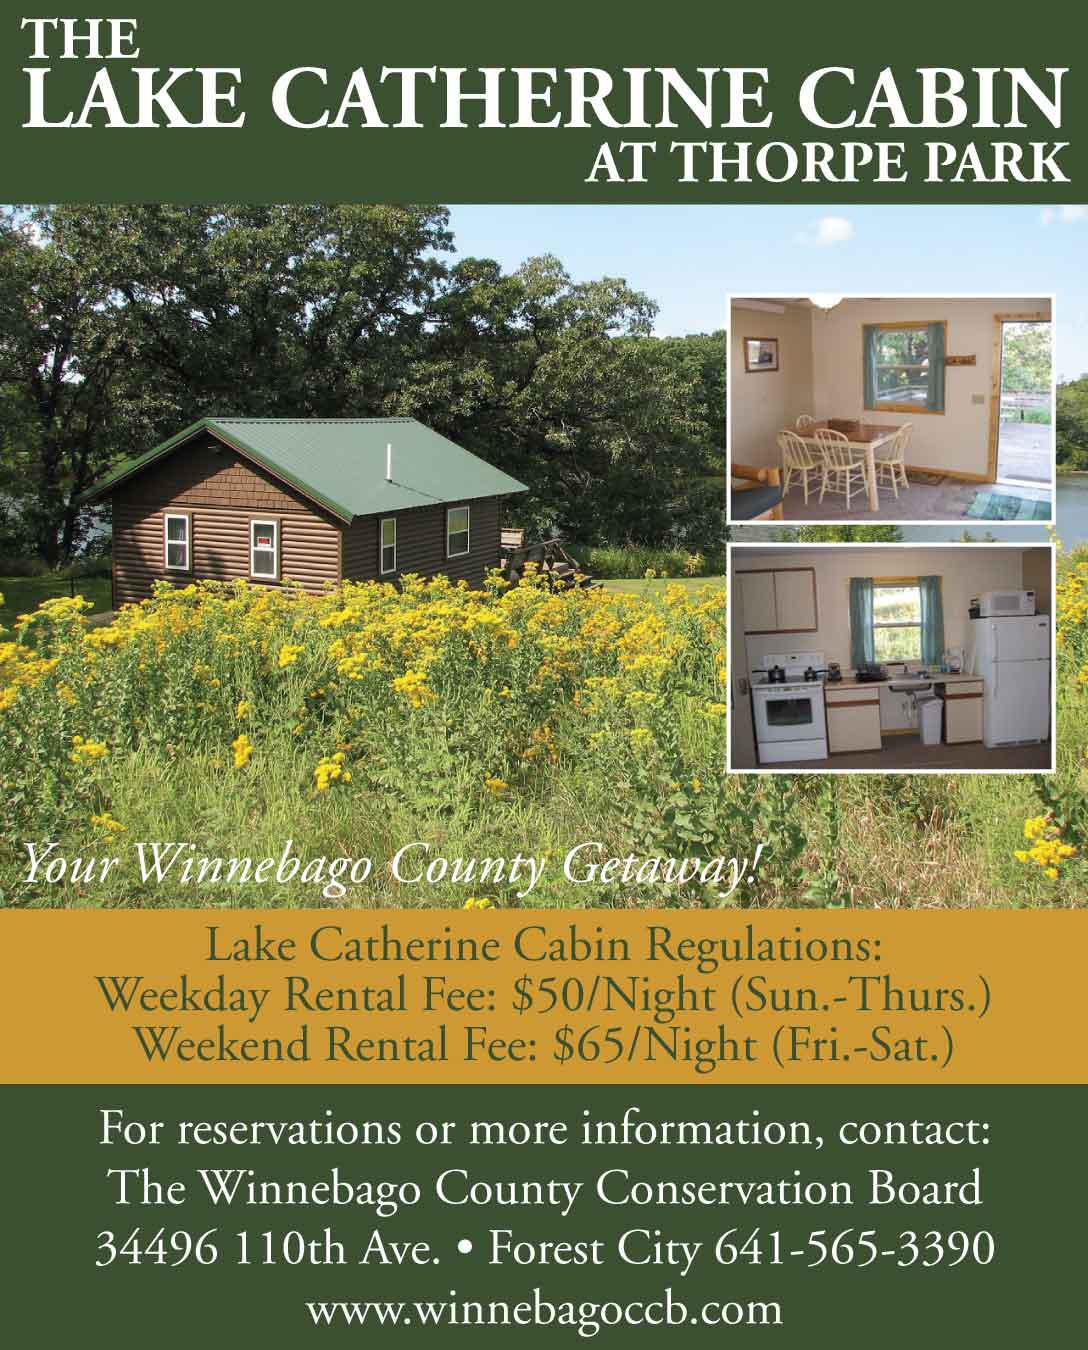 THE
LAKE CATHERINE CABIN
AT THORPE PARK
Your Winnebago County Getaway!
Lake Catherine Cabin Regulations:
Weekday Rental Fee: $50/Night (Sun.-Thurs.)
Weekend Rental Fee: $65/Night (Fri.-Sat.)
For reservations or more information, contact:
The Winnebago County Conservation Board
34496 110th Ave. • Forest City 641-565-3390
www.winnebagoccb.com